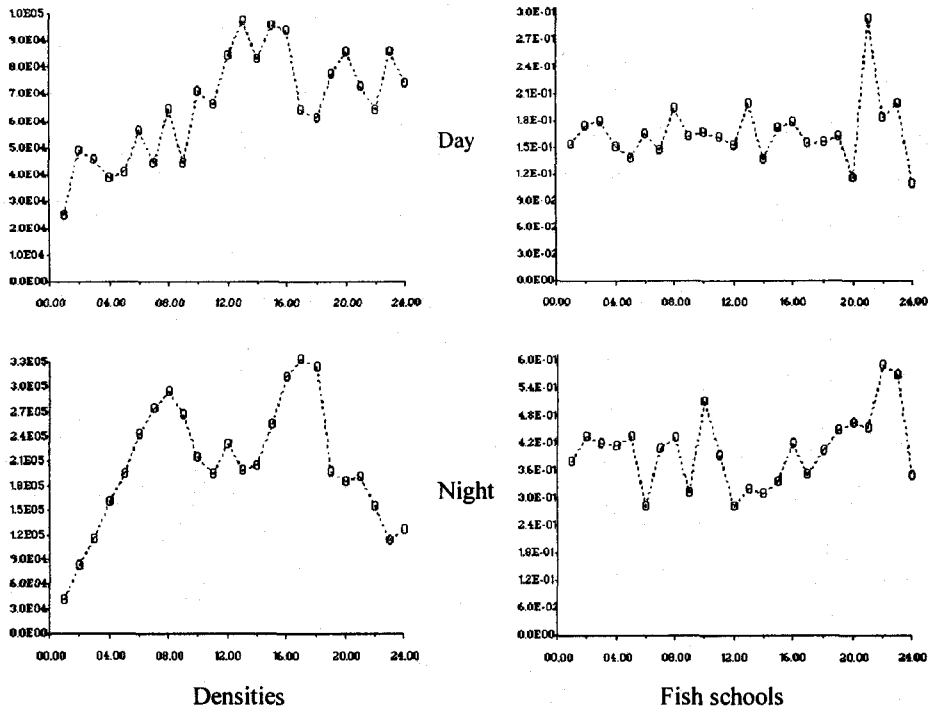 1.0E05
9.0E04
8.0E04
7.0E04
6.0E04
5.0E04
4.0E04
3.0E04
2.0E04
1.0E04
0.0E00
00.00 04.00 08.00 12.00 16.00 20.00 24.00
Day
3.0E-01
2.7E-01
2.4E-01
2.1E-01
1.8E-01
1.5E-01
1.2E-01
9.0E-02
6.0E-02
3.0E-02
0.0E00
00.00 04.00 08.00 12.00 16.00 20.00 24.00
3.3E05
3.0E05
2.7E05
2.4E05
2.1E05
1.8E05
1.5E05
1.2E05
9.0E04
6.0E04
3.0E04
0.0E00
00.00 04.00 08.00 12.00 16.00 20.00 24.00
Night
6.0E-01
5.4E-01
4.8E-01
4.2E-01
3.6E-01
3.0E-01
2.4E-01
1.8E-01
1.2E-01
6.0E-02
0.0E00
00.00 04.00 08.00 12.00 16.00 20.00 24.00
Densities
Fish schools